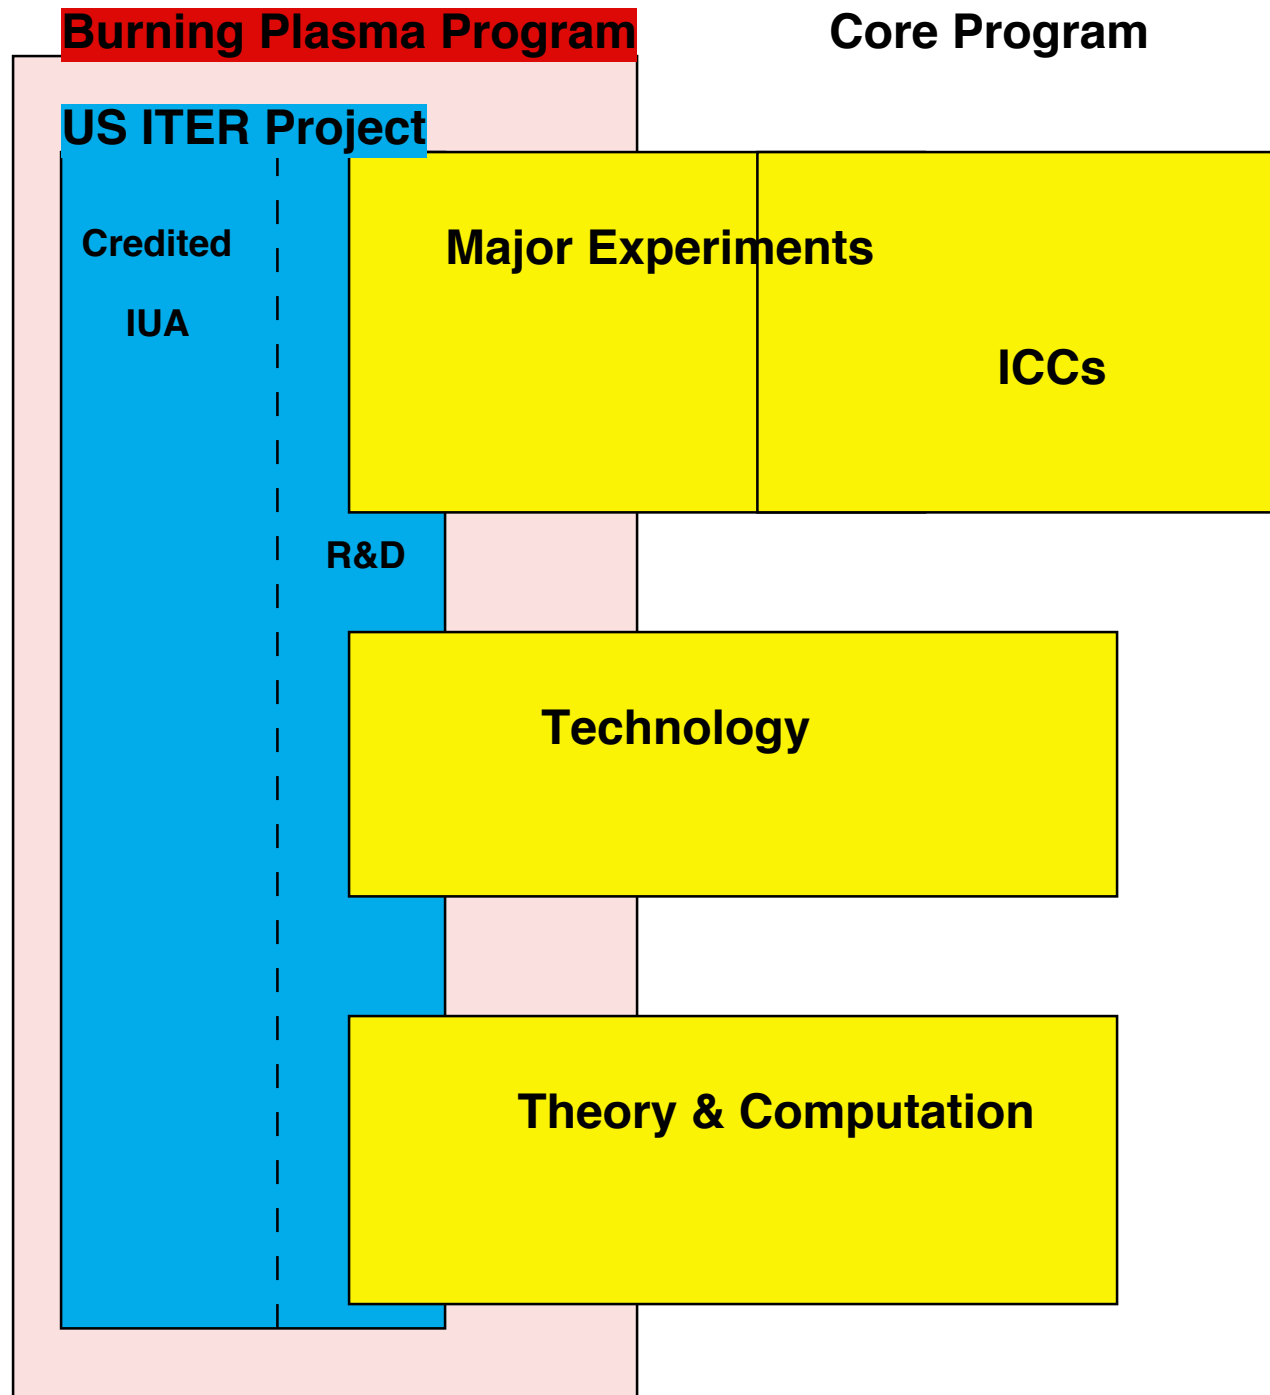 Burning Plasma Program
Core Program
US ITER Project
Credited
IUA
Major Experiments
ICCs
R&D
Technology
Theory & Computation